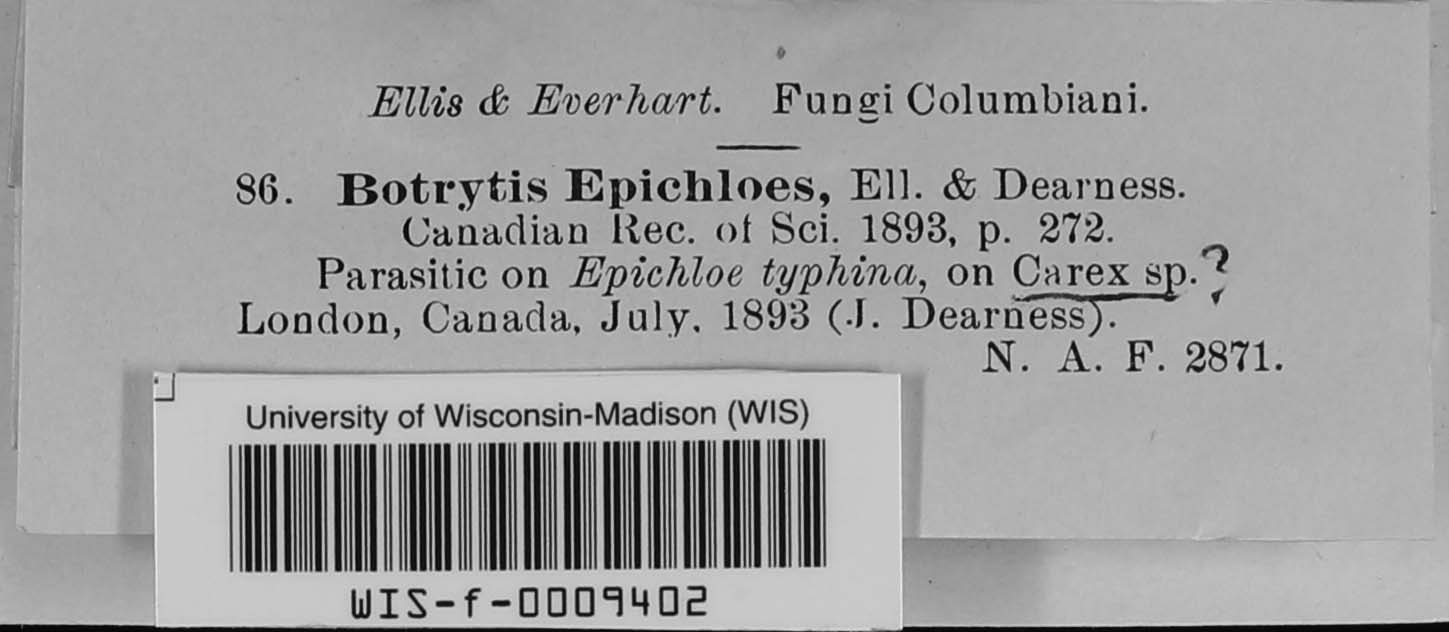 Ellis & Everhart. Fungi Columbiani.
86. Botrytis Epichloes, Ell. & Dearness.
Canadian Rec. of Sci. 1893, p. 272.
Parasitic on Epichloe typhina, on Carex sp. ?
London, Canada, July. 1893 (J. Dearness).
N. A. F. 2871.
University of Wisconsin-Madison (WIS)
WIS-f-0009402